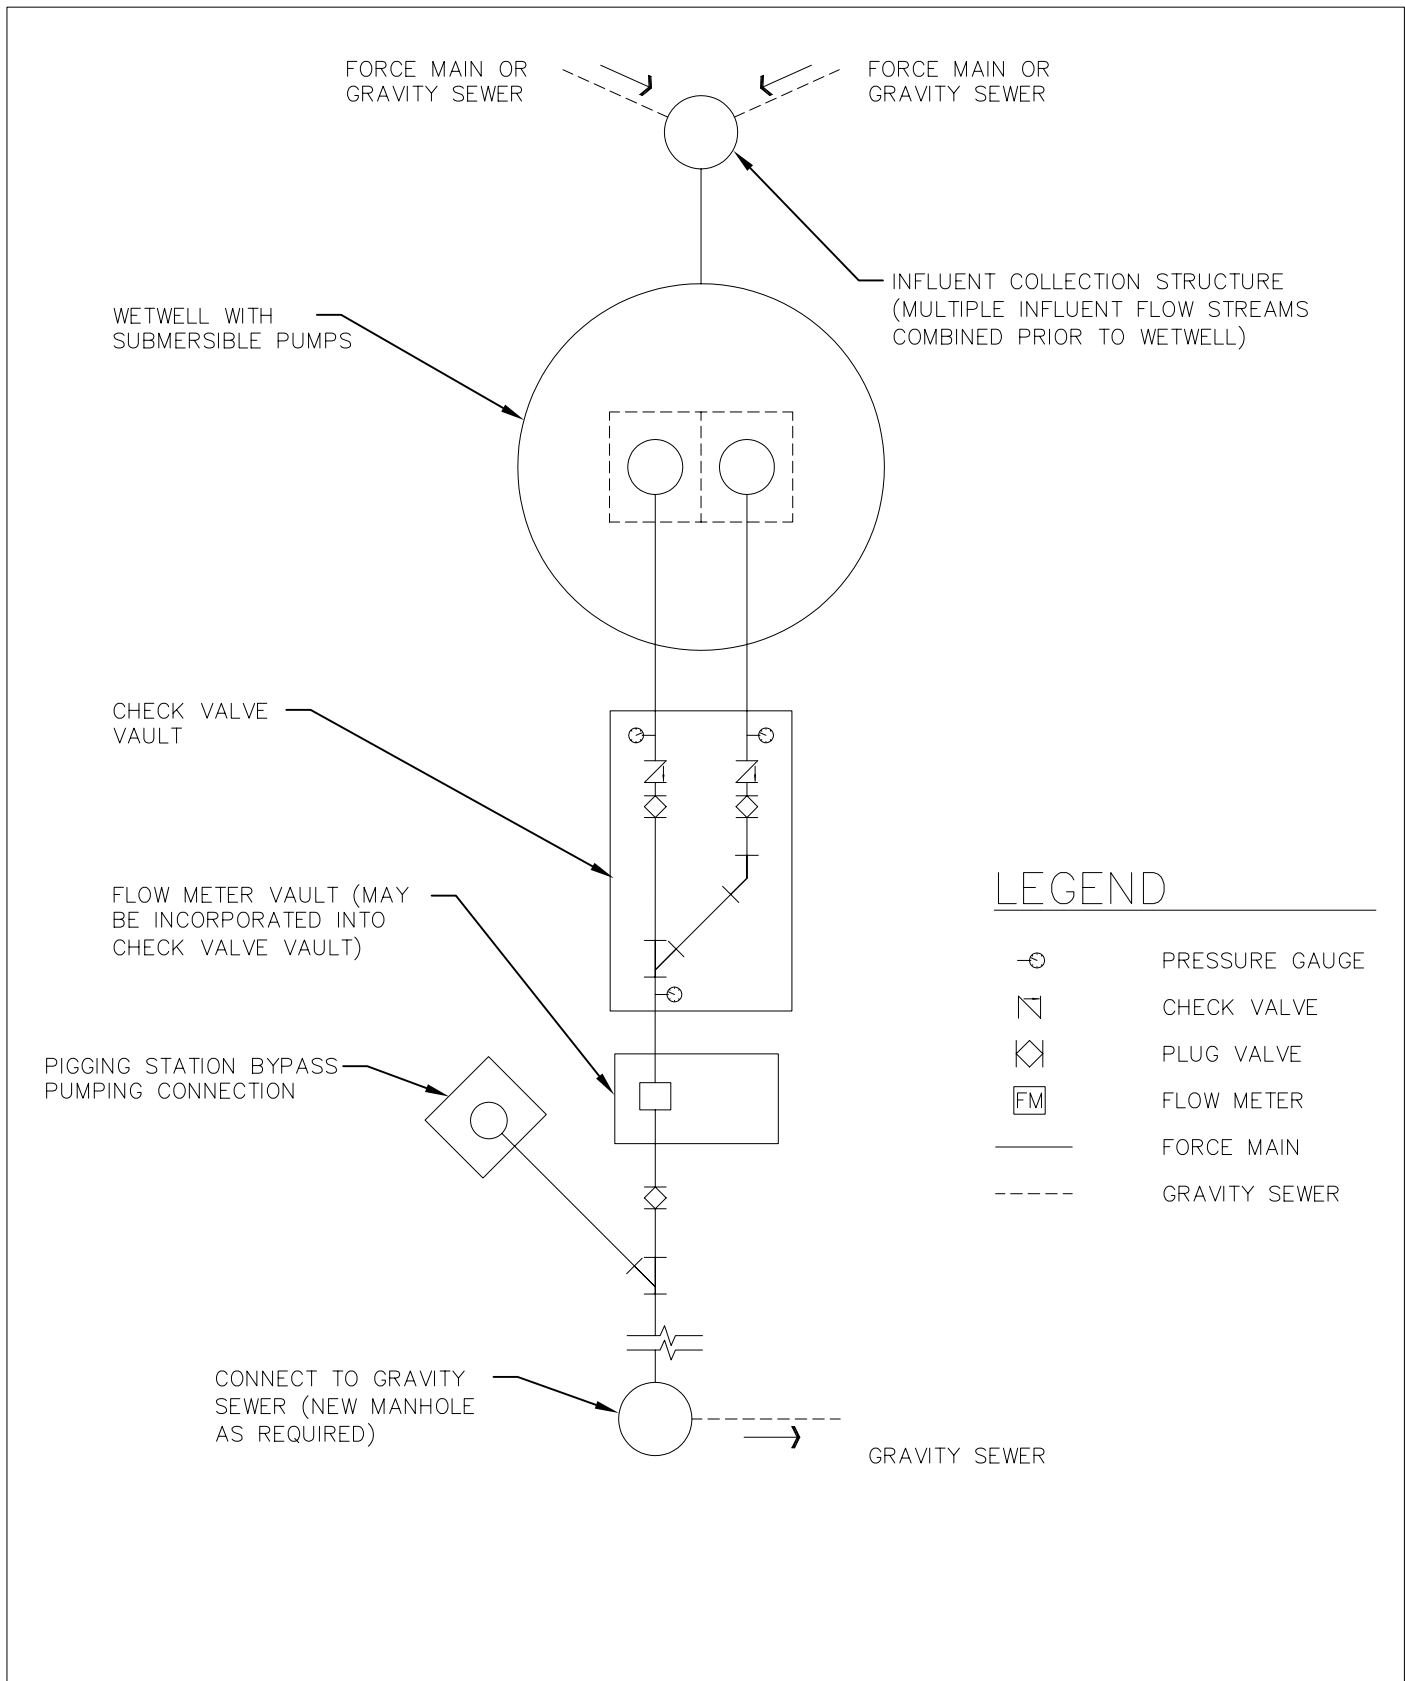 FORCE MAIN OR
GRAVITY SEWER
FORCE MAIN OR
GRAVITY SEWER
INFLUENT COLLECTION STRUCTURE
(MULTIPLE INFLUENT FLOW STREAMS
COMBINED PRIOR TO WETWELL)
WETWELL WITH
SUBMERSIBLE PUMPS
CHECK VALVE
VAULT
FLOW METER VAULT (MAY
BE INCORPORATED INTO
CHECK VALVE VAULT)
PIGGING STATION BYPASS
PUMPING CONNECTION
LEGEND
PRESSURE GAUGE
CHECK VALVE
PLUG VALVE
FM FLOW METER
FORCE MAIN
GRAVITY SEWER
CONNECT TO GRAVITY
SEWER (NEW MANHOLE
AS REQUIRED)
GRAVITY SEWER